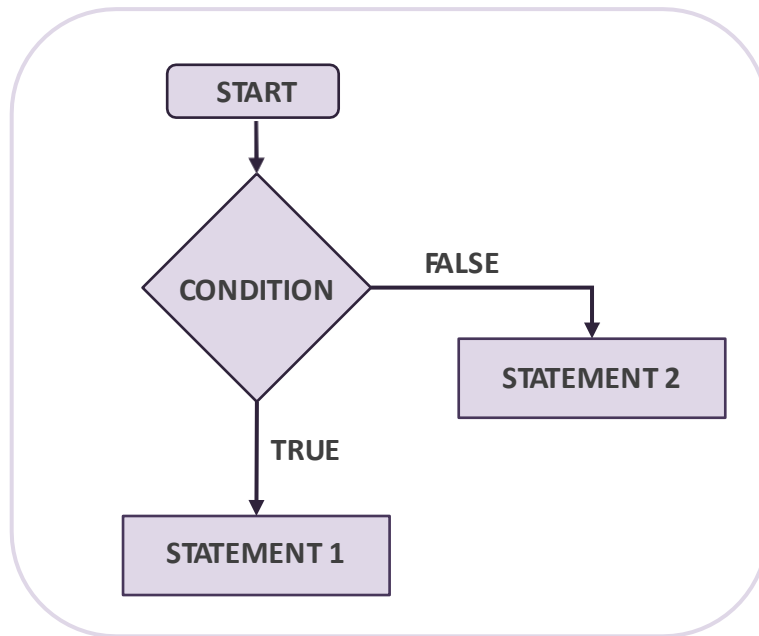 START
CONDITION
FALSE
STATEMENT 2
TRUE
STATEMENT 1